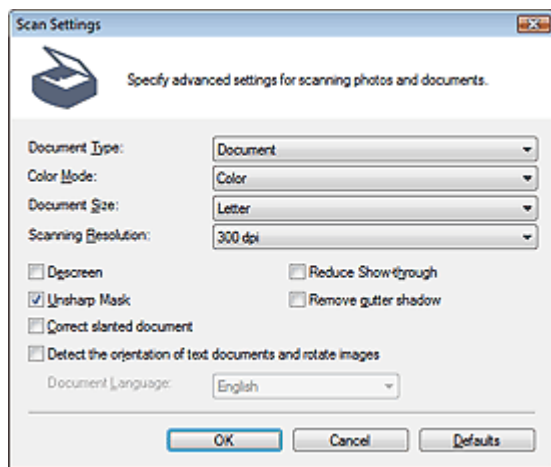 Scan Settings
Specify advanced settings for scanning photos and documents.
Document Type: Document
Color Mode: Color
Document Size: Letter
Scanning Resolution: 300 dpi
Descreen Reduce Show-through
Unsharp Mask Remove gutter shadow
Correct slanted document
Detect the orientation of text documents and rotate images
Document Language: English
OK Cancel Defaults